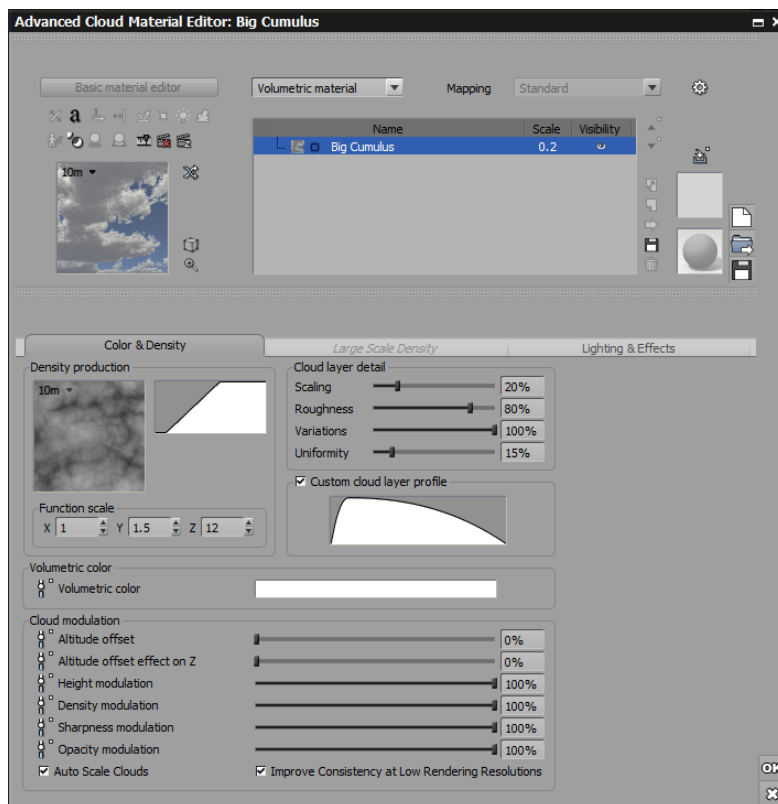 Advanced Cloud Material Editor: Big Cumulus
Basic material editor
Volumetric material
Mapping
Standard
Name Scale Visibility
Big Cumulus 0.2
10m
Color & Density
Large Scale Density
Lighting & Effects
Density production
10m
Function scale
X 1 Y 1.5 Z 12
Cloud layer detail
Scaling 20%
Roughness 80%
Variations 100%
Uniformity 15%
Custom cloud layer profile
Volumetric color
Volumetric color
Cloud modulation
Altitude offset 0%
Altitude offset effect on Z 0%
Height modulation 100%
Density modulation 100%
Sharpness modulation 100%
Opacity modulation 100%
Auto Scale Clouds
Improve Consistency at Low Rendering Resolutions
OK